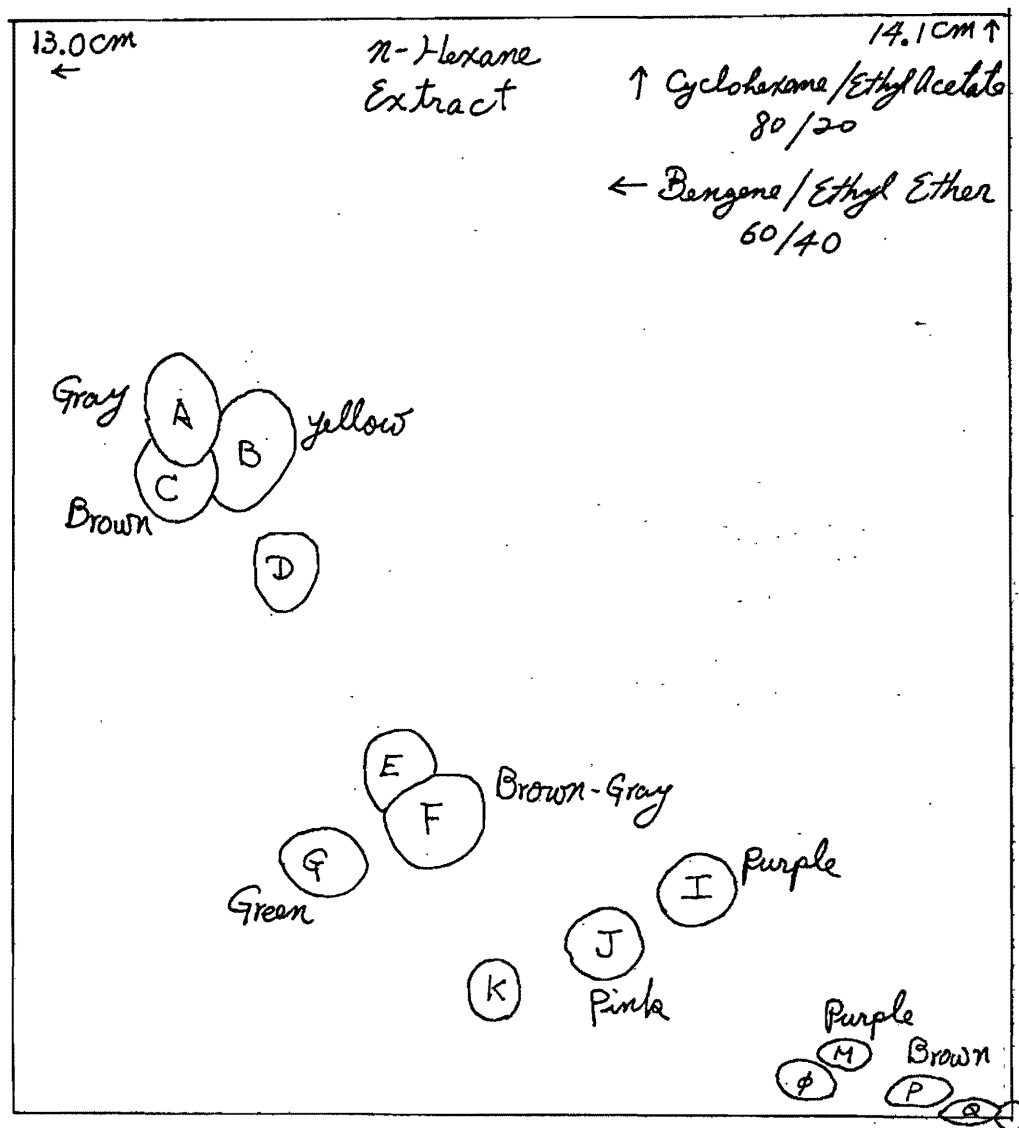 13.0cm
←
n-Hexane
Extract
14.1cm ↑
↑ Cyclohexane/Ethyl Acetate
80/20
← Benzene/Ethyl Ether
60/40
Gray
A
B
yellow
C
Brown
D
E
F
Brown-Gray
G
Green
I
Purple
J
Pink
K
Purple
M
φ
Brown
P
Q